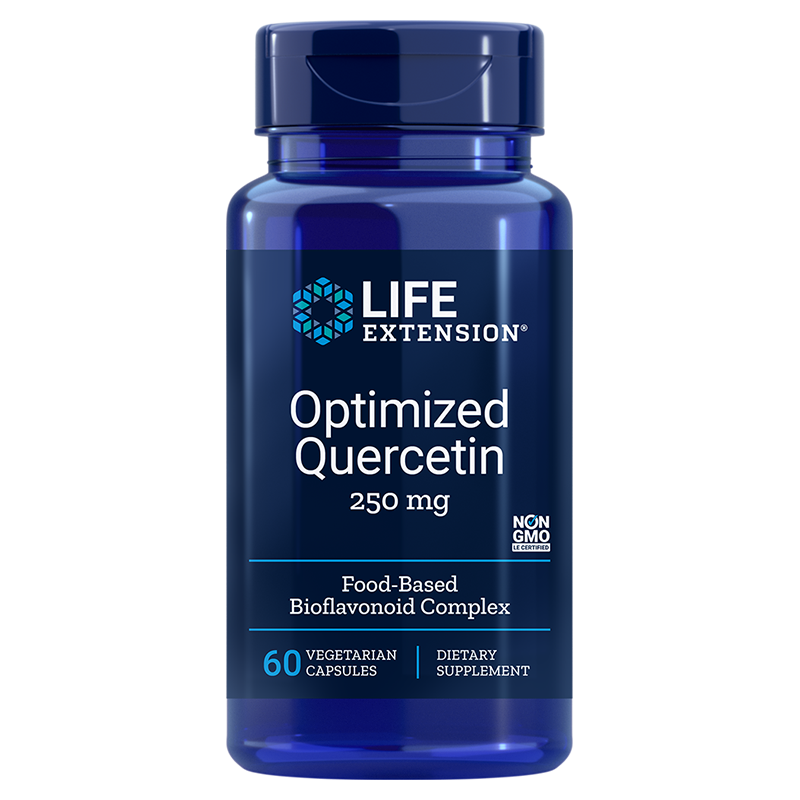 LIFE
EXTENSION®
Optimized
Quercetin
250 mg
NON
GMO
LE CERTIFIED
Food-Based
Bioflavonoid Complex
60 VEGETARIAN CAPSULES
DIETARY SUPPLEMENT